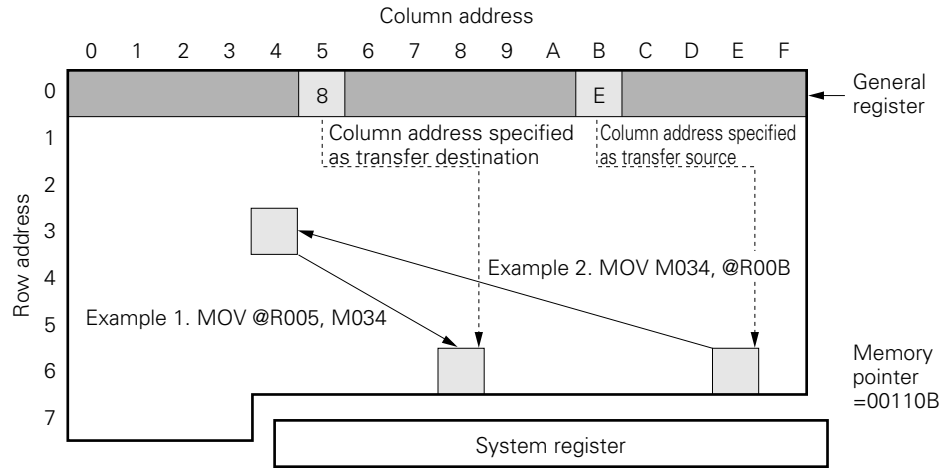 Column address
0 1 2 3 4 5 6 7 8 9 A B C D E F
0
8
E
General
register
1
Column address specified
as transfer destination
Column address specified
as transfer source
2
3
Row address
4
Example 2. MOV M034, @R00B
Example 1. MOV @R005, M034
5
6
Memory
pointer
=00110B
7
System register